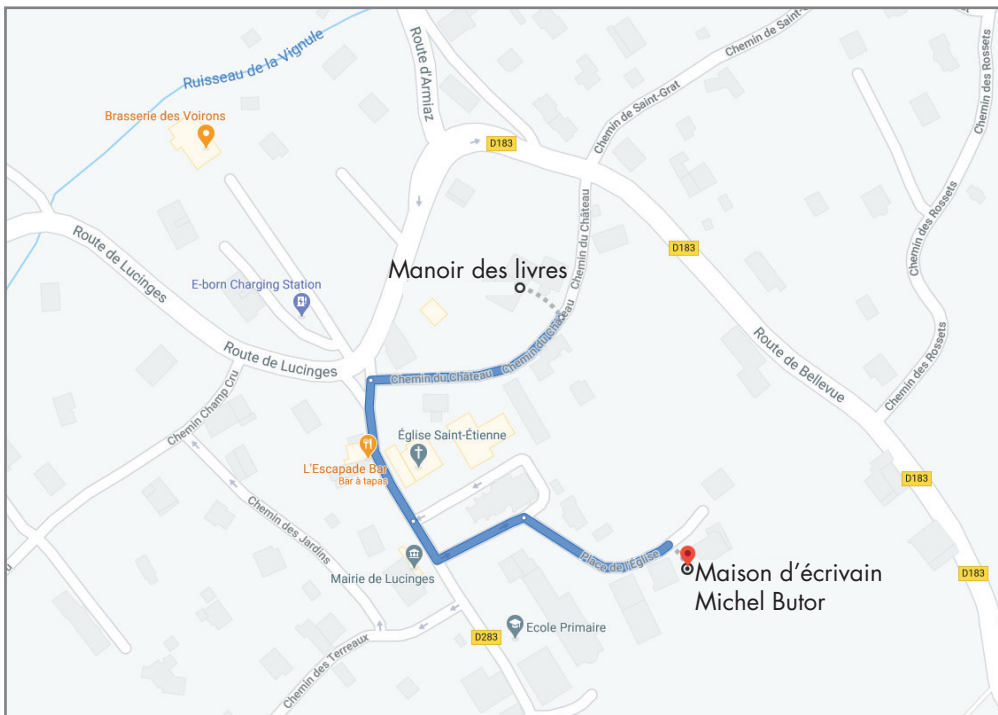 Chemin de Saint-Grat
Route d'Armiaz
Ruisseau de la Vignule
Chemin des Rossets
Brasserie des Voirons
Chemin de Saint-Grat
D183
Chemin des Rossets
Chemin du Château
D183
Route de Lucinges
Manoir des livres
E-born Charging Station
Chemin des Rossets
Route de Lucinges
Chemin du Château
Route de Bellevue
Chemin du Château
Chemin Champ Cru
Église Saint-Étienne
L'Escapade Bar
Bar à tapas
D183
Chemin des Jardins
Place de l'Église
Mairie de Lucinges
Maison d'écrivain
Michel Butor
D183
Ecole Primaire
D283
Chemin des Terreaux